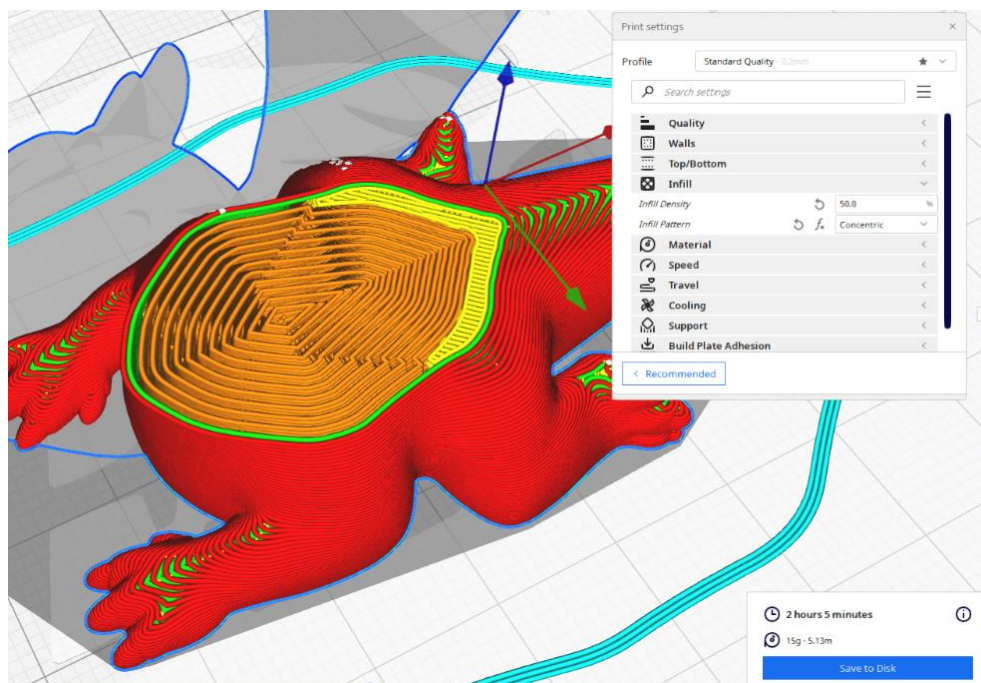 Print settings
Profile Standard Quality - 0.2mm
Search settings
Quality
Walls
Top/Bottom
Infill
Infill Density 50.0 %
Infill Pattern Concentric
Material
Speed
Travel
Cooling
Support
Build Plate Adhesion
< Recommended
2 hours 5 minutes
15g · 5.13m
Save to Disk